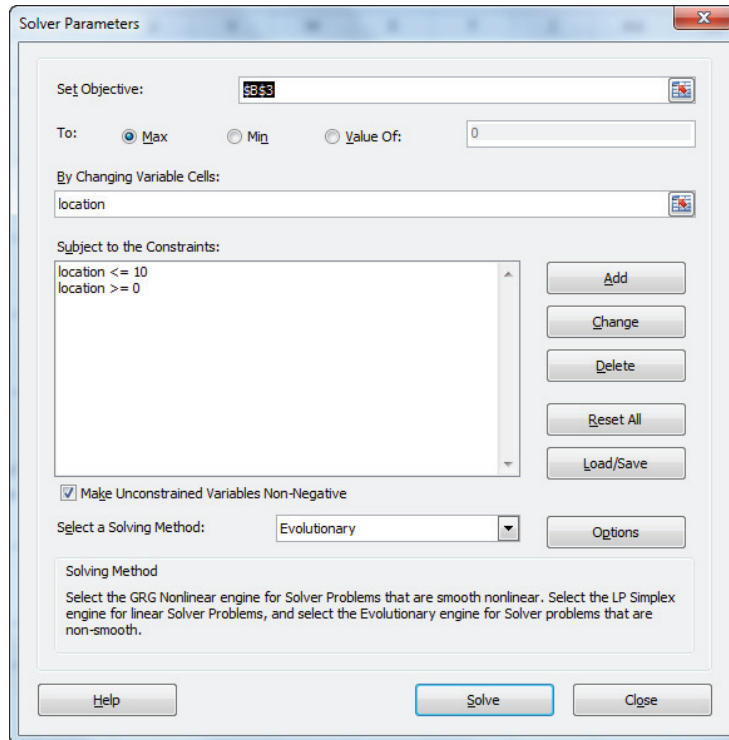 Solver Parameters
Set Objective: $B$3
To: Max Min Value Of: 0
By Changing Variable Cells:
location
Subject to the Constraints:
location <= 10
location >= 0
Add
Change
Delete
Reset All
Load/Save
Make Unconstrained Variables Non-Negative
Select a Solving Method: Evolutionary Options
Solving Method
Select the GRG Nonlinear engine for Solver Problems that are smooth nonlinear. Select the LP Simplex
engine for linear Solver Problems, and select the Evolutionary engine for Solver problems that are
non-smooth.
Help Solve Close